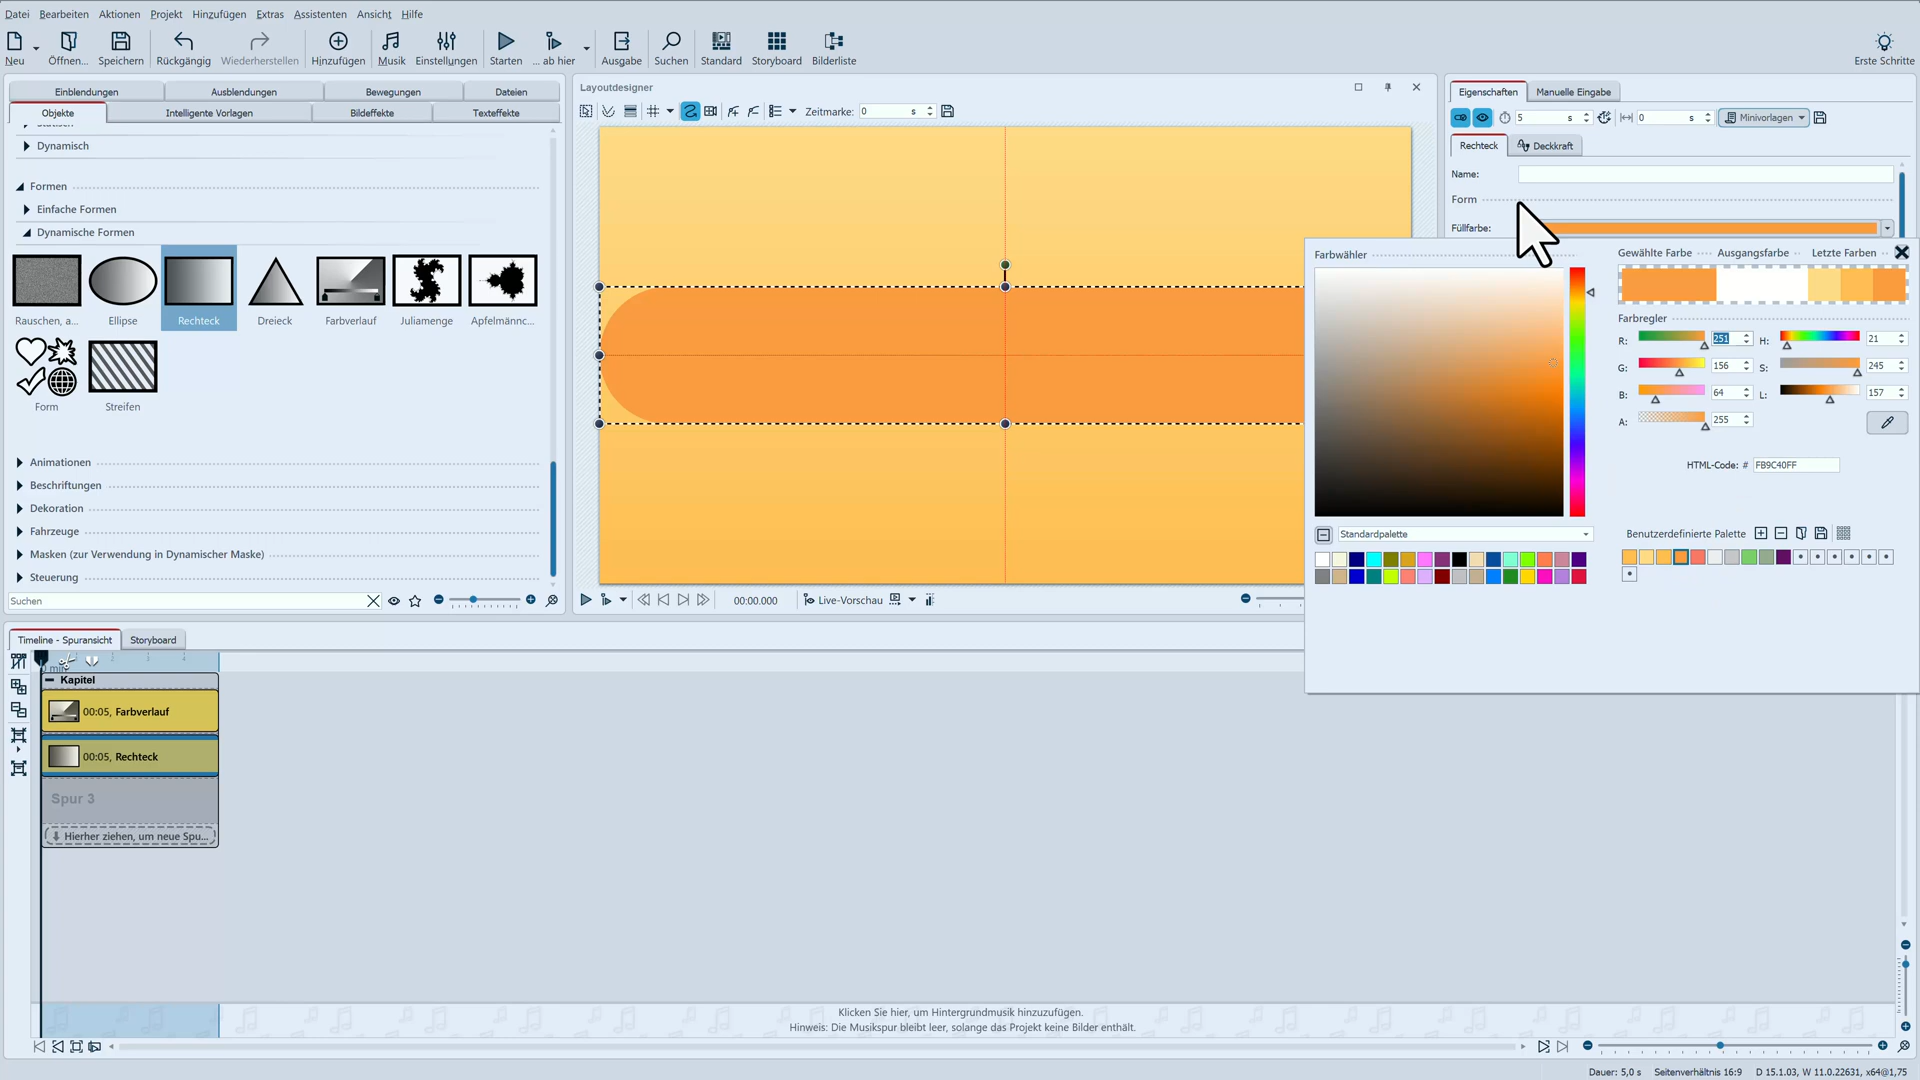 Datei Bearbeiten Aktionen Projekt Hinzufügen Extras Assistenten Ansicht Hilfe
Neu Öffnen... Speichern Rückgängig Wiederherstellen Hinzufügen Musik Einstellungen Starten ... ab hier Ausgabe Suchen Standard Storyboard Bilderliste Erste Schritte
Einblendungen Ausblendungen Bewegungen Dateien
Objekte Intelligente Vorlagen Bildeffekte Texteffekte
Dynamisch
Formen
Einfache Formen
Dynamische Formen
Rauschen, a... Ellipse Rechteck Dreieck Farbverlauf Juliamenge Apfelmännc...
Form Streifen
Animationen
Beschriftungen
Dekoration
Fahrzeuge
Masken (zur Verwendung in Dynamischer Maske)
Steuerung
Suchen
Layoutdesigner
Zeitmarke: 0 s
00:00.000 Live-Vorschau
Eigenschaften Manuelle Eingabe
5 s 0 s Minivorlagen
Rechteck Deckkraft
Name:
Form
Füllfarbe:
Farbwähler
Gewählte Farbe Ausgangsfarbe Letzte Farben
Farbregler
R: 251 H: 21
G: 156 S: 245
B: 64 L: 157
A: 255
HTML-Code: # FB9C40FF
Standardpalette
Benutzerdefinierte Palette
Timeline - Spuransicht Storyboard
0 min 2 3 4
Kapitel
00:05, Farbverlauf
00:05, Rechteck
Spur 3
Hierher ziehen, um neue Spu...
Klicken Sie hier, um Hintergrundmusik hinzuzufügen.
Hinweis: Die Musikspur bleibt leer, solange das Projekt keine Bilder enthält.
Dauer: 5,0 s Seitenverhältnis 16:9 D 15.1.03, W 11.0.22631, x64@1,75